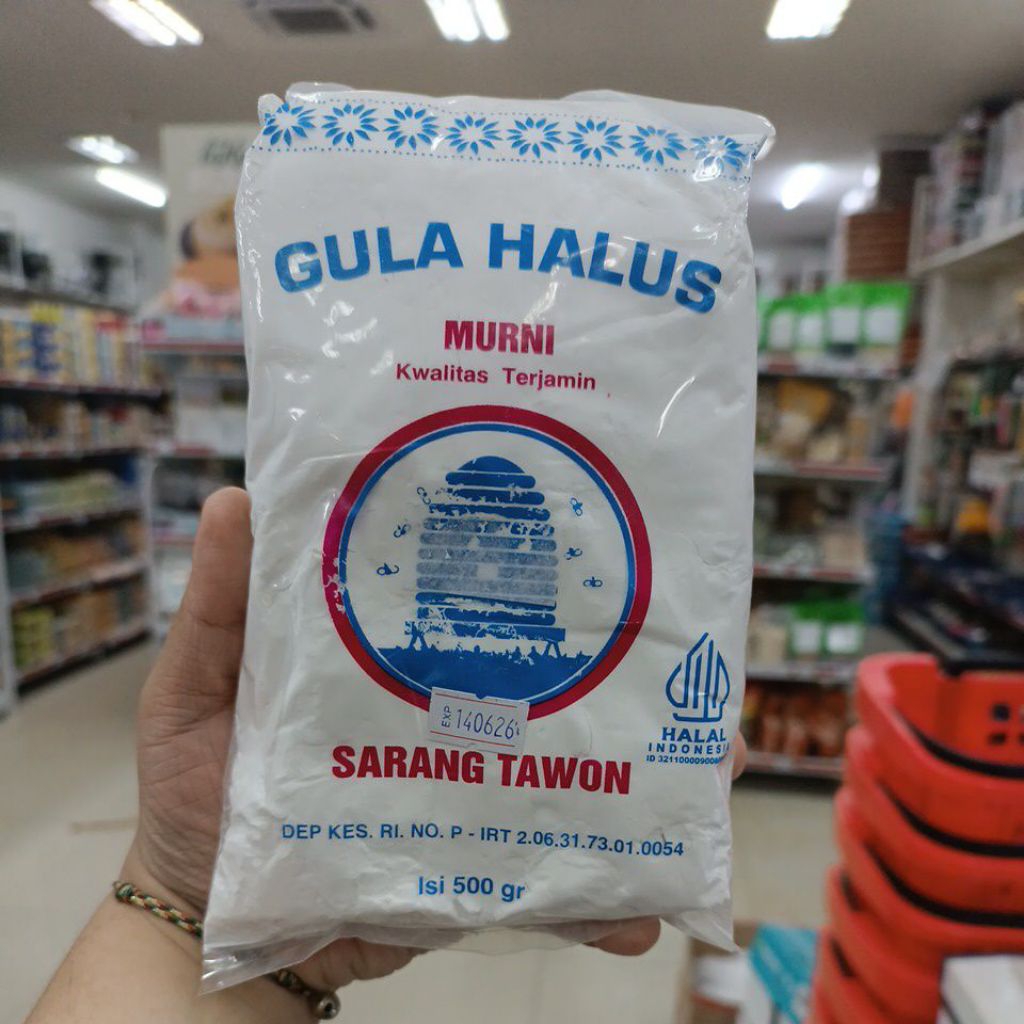 GULA HALUS
MURNI
Kwalitas Terjamin
EXP 140626
SARANG TAWON
HALAL
INDONESIA
DEP KES. RI. NO. P - IRT 2.06.31.73.01.0054
Isi 500 gr